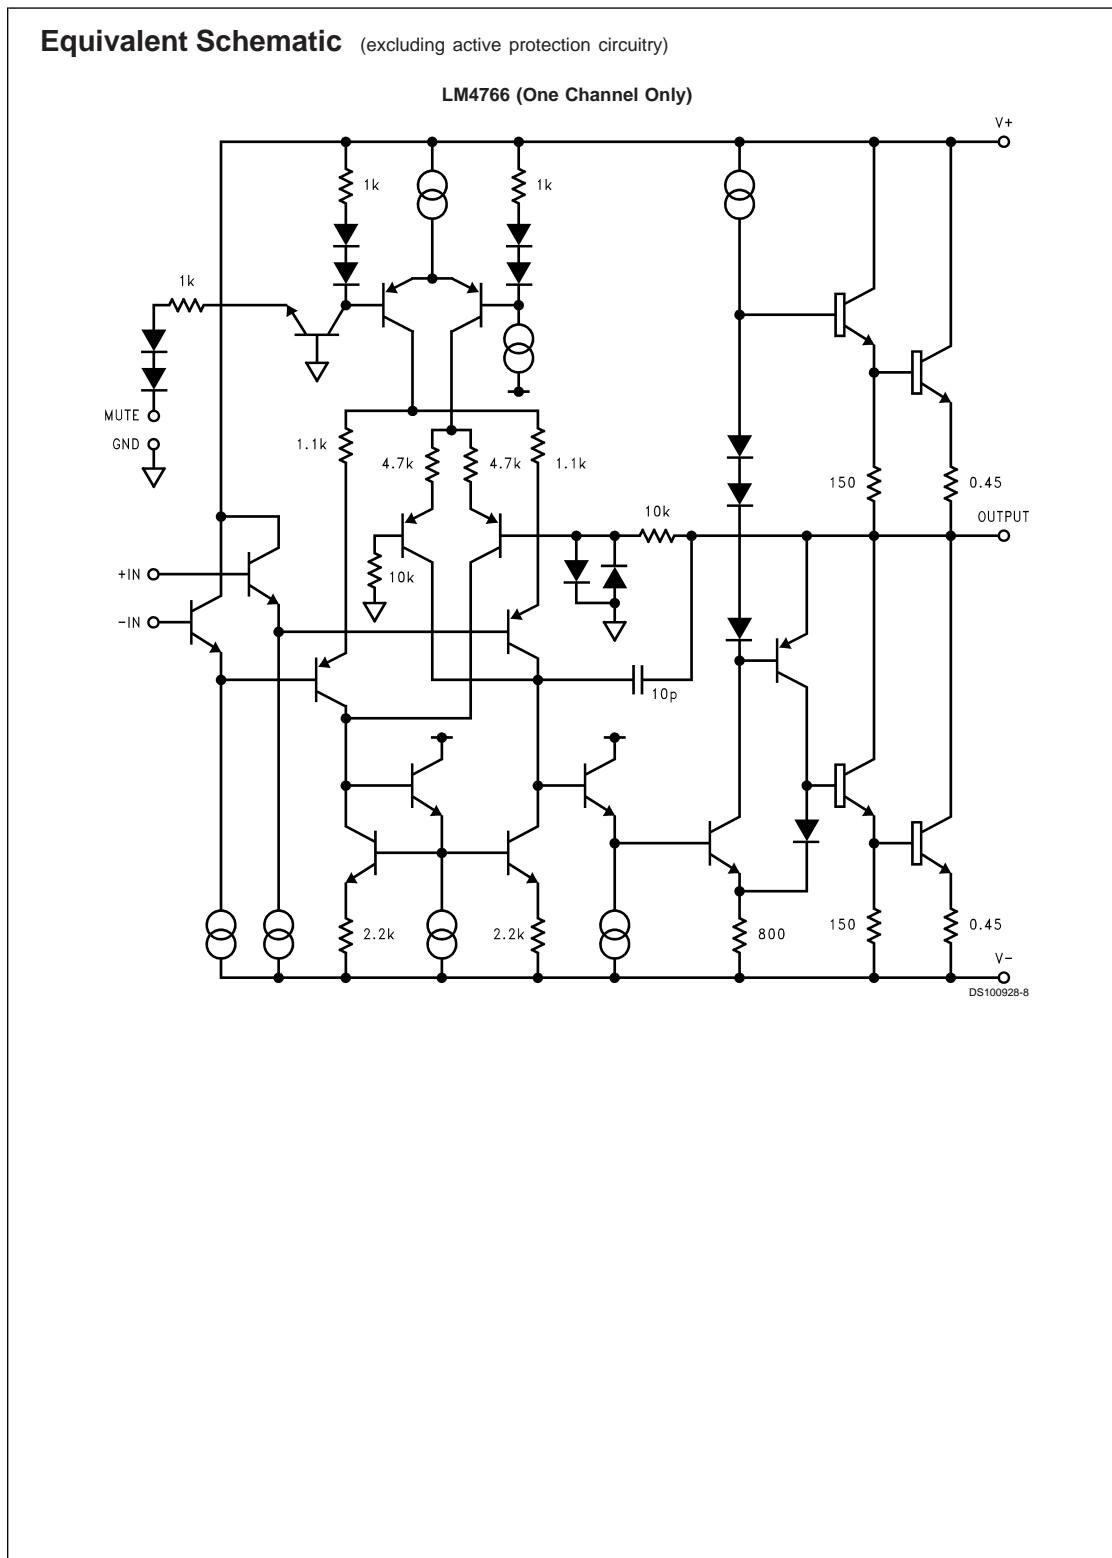 Equivalent Schematic (excluding active protection circuitry)
LM4766 (One Channel Only)
V+
1k
1k
1k
MUTE
GND
1.1k
4.7k
4.7k
1.1k
150
0.45
10k
OUTPUT
+IN
10k
-IN
10p
2.2k
2.2k
800
150
0.45
V-
DS100928-8